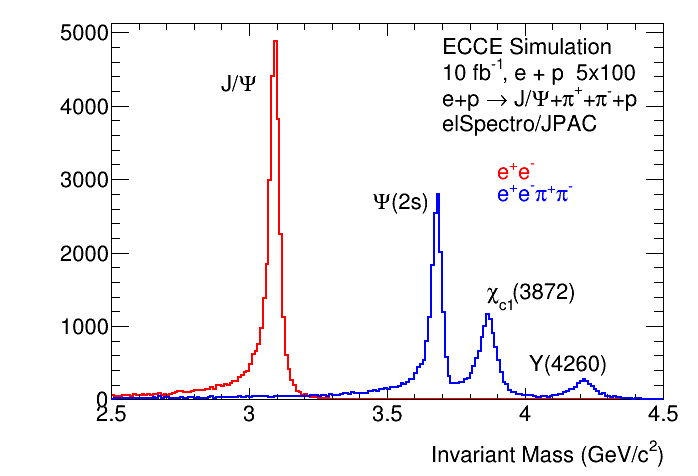 5000
4000
3000
2000
1000
0
2.5 3 3.5 4 4.5
Invariant Mass (GeV/c²)
ECCE Simulation
10 fb⁻¹, e + p 5x100
e+p → J/Ψ+π⁺+π⁻+p
elSpectro/JPAC
e⁺e⁻
e⁺e⁻π⁺π⁻
J/Ψ
Ψ(2s)
χc1(3872)
Y(4260)